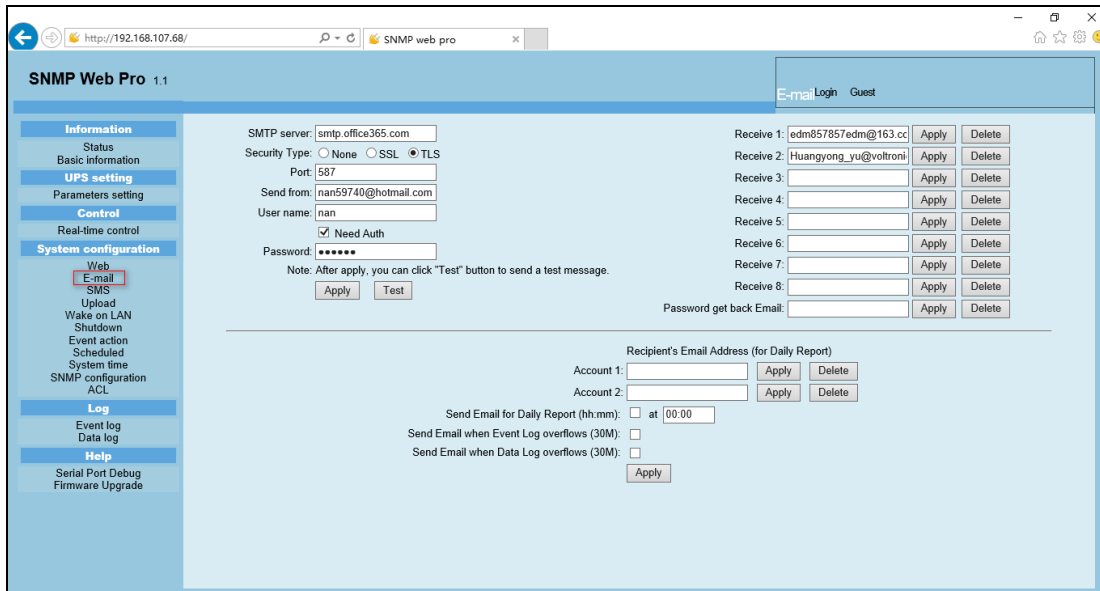 http://192.168.107.68/
SNMP web pro
SNMP Web Pro 1.1
E-mail Login Guest
Information
Status
Basic information
UPS setting
Parameters setting
Control
Real-time control
System configuration
Web
E-mail
SMS
Upload
Wake on LAN
Shutdown
Event action
Scheduled
System time
SNMP configuration
ACL
Log
Event log
Data log
Help
Serial Port Debug
Firmware Upgrade
SMTP server: smtp.office365.com
Security Type: None SSL TLS
Port: 587
Send from: nan59740@hotmail.com
User name: nan
Need Auth
Password: ●●●●●●
Note: After apply, you can click "Test" button to send a test message.
Apply Test
Receive 1: edm857857edm@163.cc Apply Delete
Receive 2: Huangyong_yu@voltroni Apply Delete
Receive 3: Apply Delete
Receive 4: Apply Delete
Receive 5: Apply Delete
Receive 6: Apply Delete
Receive 7: Apply Delete
Receive 8: Apply Delete
Password get back Email: Apply Delete
Recipient's Email Address (for Daily Report)
Account 1: Apply Delete
Account 2: Apply Delete
Send Email for Daily Report (hh:mm): at 00:00
Send Email when Event Log overflows (30M):
Send Email when Data Log overflows (30M):
Apply